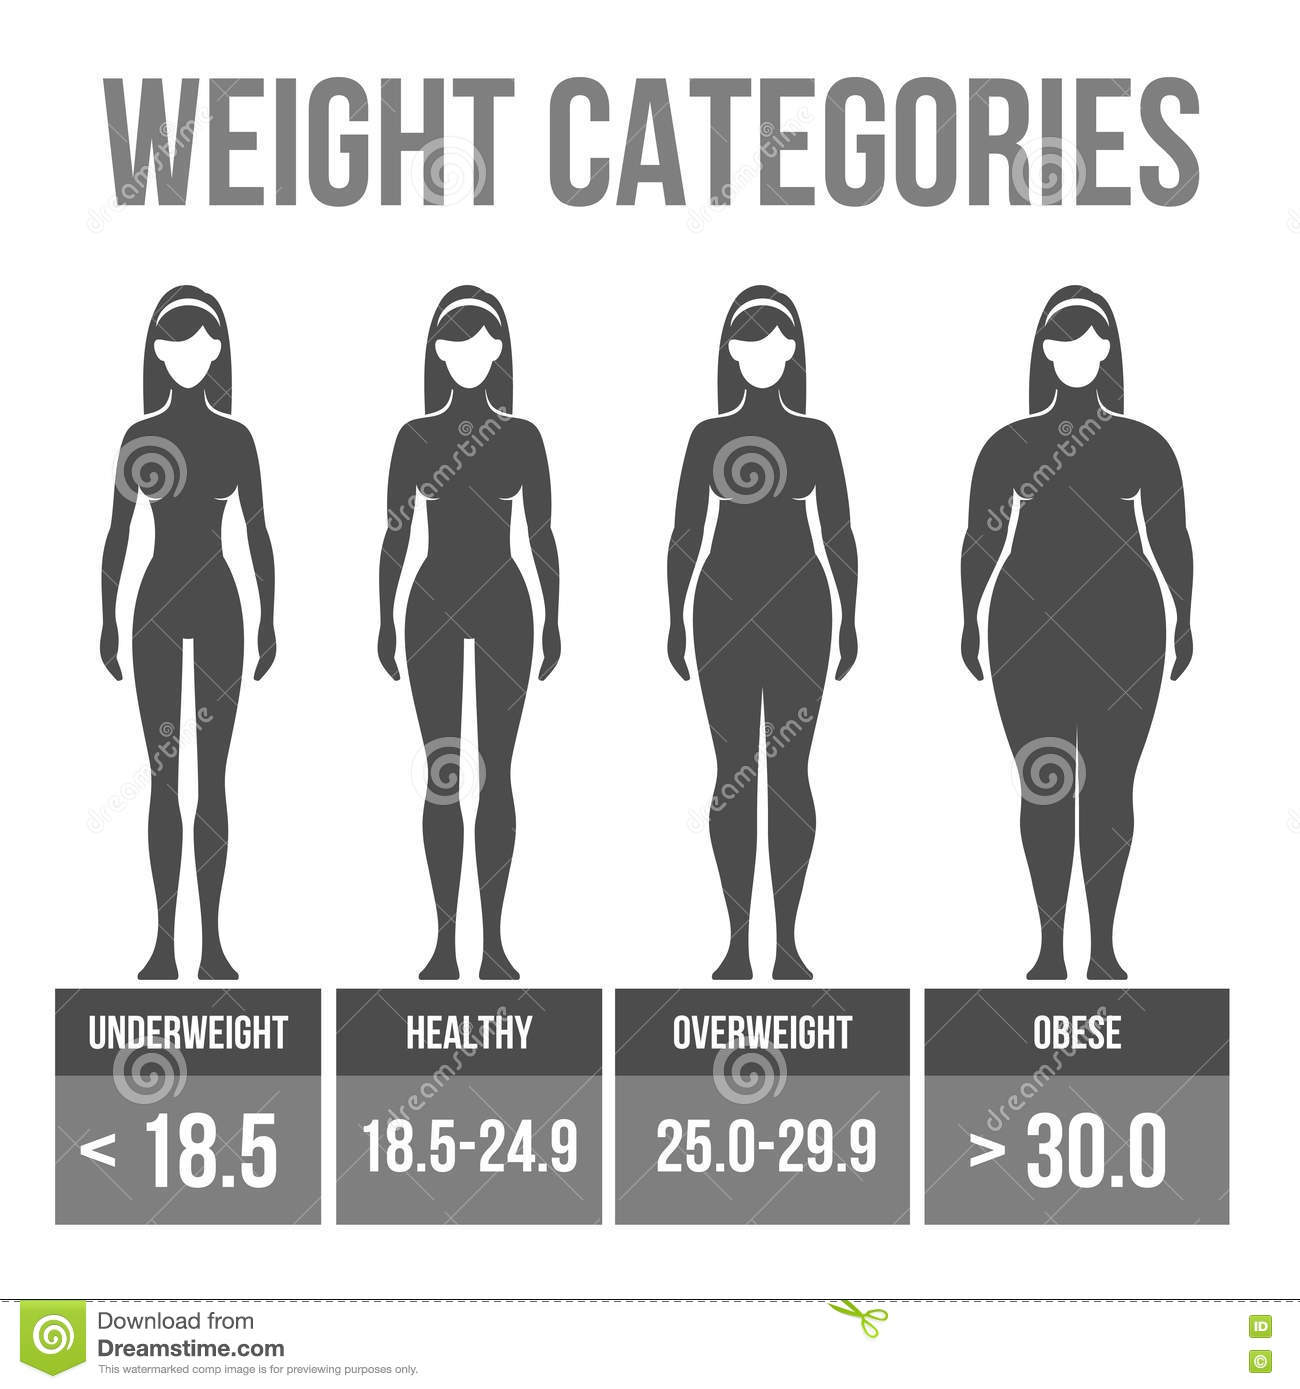 WEIGHT CATEGORIES
UNDERWEIGHT
< 18.5
HEALTHY
18.5-24.9
OVERWEIGHT
25.0-29.9
OBESE
> 30.0
Download from
Dreamstime.com
This watermarked comp image is for previewing purposes only.
ID
©